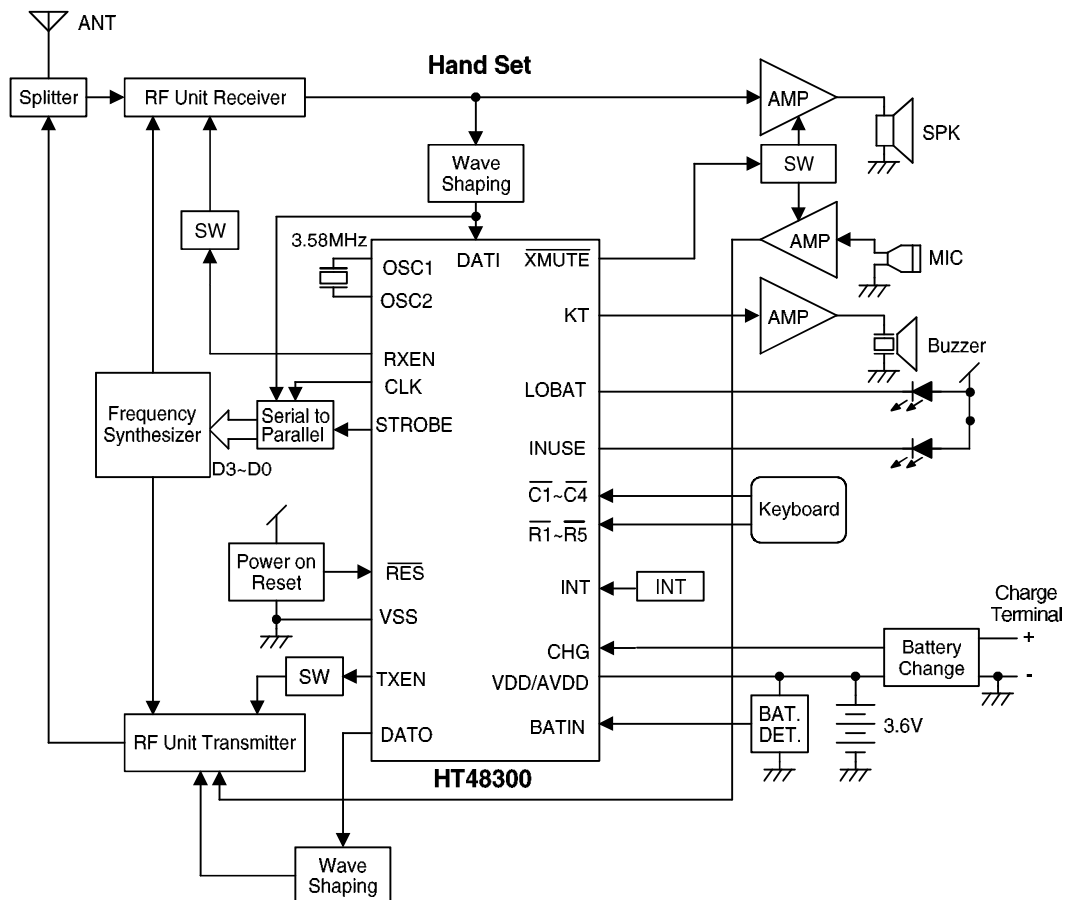 ANT
Hand Set
Splitter
RF Unit Receiver
AMP
SPK
Wave
Shaping
SW
SW
3.58MHz
DATI
XMUTE
AMP
MIC
OSC1
OSC2
KT
AMP
Buzzer
RXEN
CLK
LOBAT
Frequency
Synthesizer
Serial to
Parallel
STROBE
INUSE
D3~D0
C1~C4
R1~R5
Keyboard
Power on
Reset
RES
INT
INT
VSS
Charge
Terminal
+
-
CHG
Battery
Change
SW
TXEN
VDD/AVDD
BATIN
BAT.
DET.
3.6V
RF Unit Transmitter
DATO
HT48300
Wave
Shaping